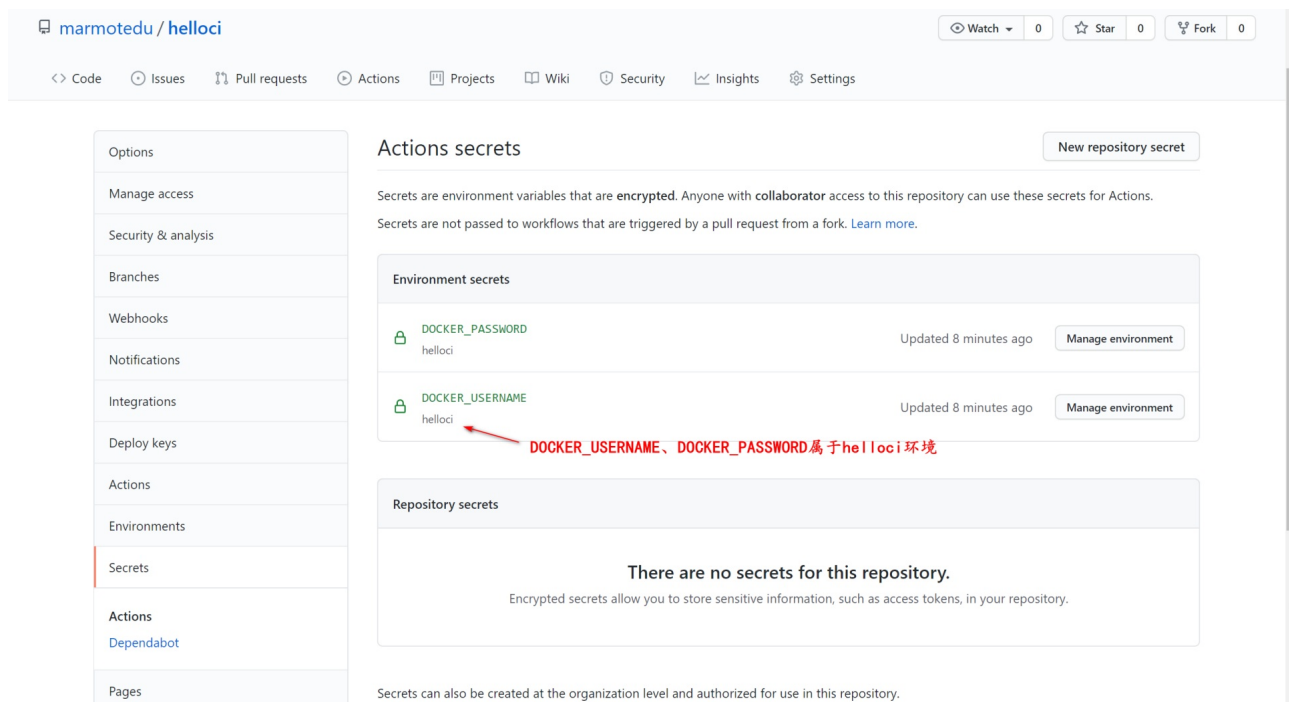 marmotedu / helloci
Watch 0 Star 0 Fork 0
Code Issues Pull requests Actions Projects Wiki Security Insights Settings
Options
Manage access
Security & analysis
Branches
Webhooks
Notifications
Integrations
Deploy keys
Actions
Environments
Secrets
Actions
Dependabot
Pages
Actions secrets
New repository secret
Secrets are environment variables that are encrypted. Anyone with collaborator access to this repository can use these secrets for Actions.
Secrets are not passed to workflows that are triggered by a pull request from a fork. Learn more.
Environment secrets
DOCKER_PASSWORD
helloci
Updated 8 minutes ago
Manage environment
DOCKER_USERNAME
helloci
Updated 8 minutes ago
Manage environment
DOCKER_USERNAME、DOCKER_PASSWORD属于helloci环境
Repository secrets
There are no secrets for this repository.
Encrypted secrets allow you to store sensitive information, such as access tokens, in your repository.
Secrets can also be created at the organization level and authorized for use in this repository.